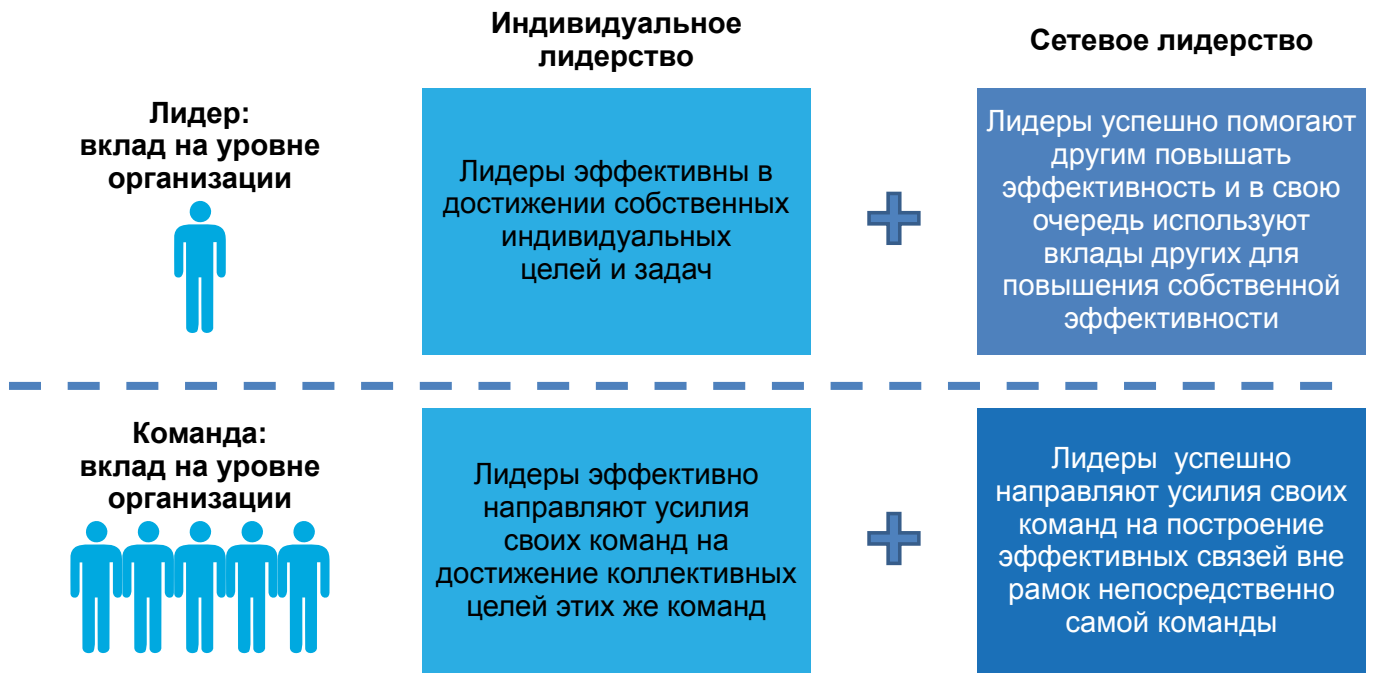 Индивидуальное
лидерство
Сетевое лидерство
Лидер:
вклад на уровне
организации
Лидеры эффективны в
достижении собственных
индивидуальных
целей и задач
Лидеры успешно помогают
другим повышать
эффективность и в свою
очередь используют
вклады других для
повышения собственной
эффективности
Команда:
вклад на уровне
организации
Лидеры эффективно
направляют усилия
своих команд на
достижение коллективных
целей этих же команд
Лидеры успешно
направляют усилия своих
команд на построение
эффективных связей вне
рамок непосредственно
самой команды